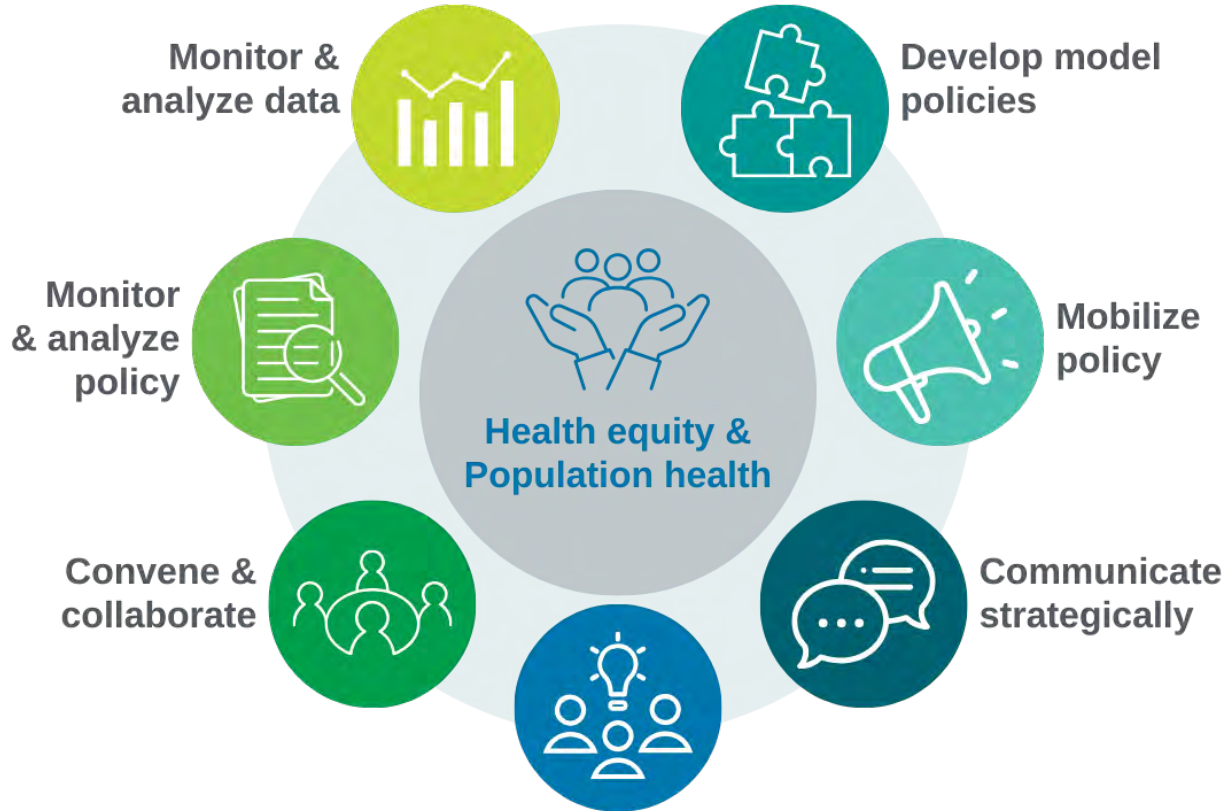 Monitor &
analyze data
Develop model
policies
Monitor
& analyze
policy
Mobilize
policy
Health equity &
Population health
Convene &
collaborate
Communicate
strategically